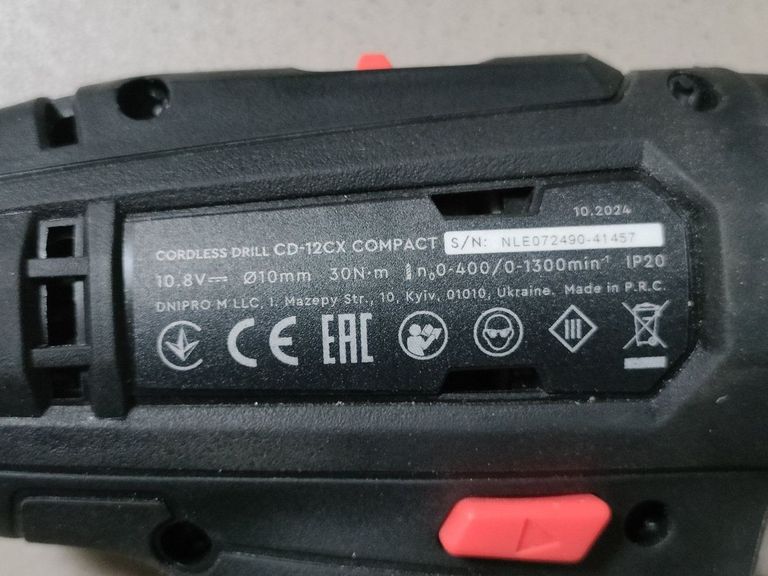 10.2024
CORDLESS DRILL CD-12CX COMPACT S/N: NLE072490-41457
10.8V⎓ Ø10mm 30N·m n₀0-400/0-1300min⁻¹ IP20
DNIPRO M LLC, I. Mazepy Str., 10, Kyiv, 01010, Ukraine. Made in P.R.C.
CE EAC III